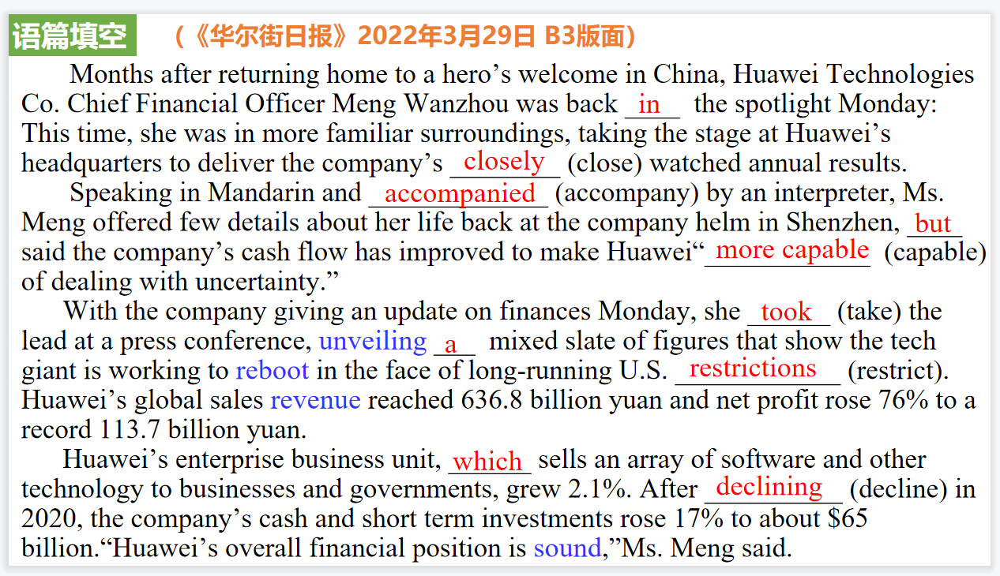 语篇填空 (《华尔街日报》2022年3月29日 B3版面)
Months after returning home to a hero’s welcome in China, Huawei Technologies
Co. Chief Financial Officer Meng Wanzhou was back in the spotlight Monday:
This time, she was in more familiar surroundings, taking the stage at Huawei’s
headquarters to deliver the company’s closely (close) watched annual results.
Speaking in Mandarin and accompanied (accompany) by an interpreter, Ms.
Meng offered few details about her life back at the company helm in Shenzhen, but
said the company’s cash flow has improved to make Huawei“ more capable (capable)
of dealing with uncertainty.”
With the company giving an update on finances Monday, she took (take) the
lead at a press conference, unveiling a mixed slate of figures that show the tech
giant is working to reboot in the face of long-running U.S. restrictions (restrict).
Huawei’s global sales revenue reached 636.8 billion yuan and net profit rose 76% to a
record 113.7 billion yuan.
Huawei’s enterprise business unit, which sells an array of software and other
technology to businesses and governments, grew 2.1%. After declining (decline) in
2020, the company’s cash and short term investments rose 17% to about $65
billion.“Huawei’s overall financial position is sound,”Ms. Meng said.